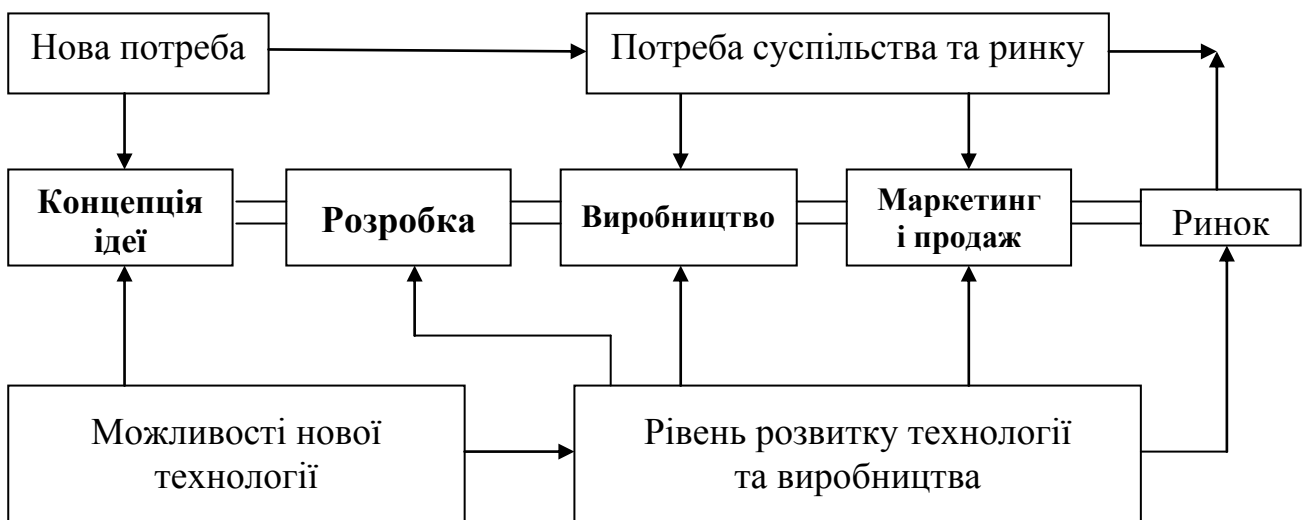 Нова потреба
Потреба суспільства та ринку
Концепція
ідеї
Розробка
Виробництво
Маркетинг
і продаж
Ринок
Можливості нової
технології
Рівень розвитку технології
та виробництва